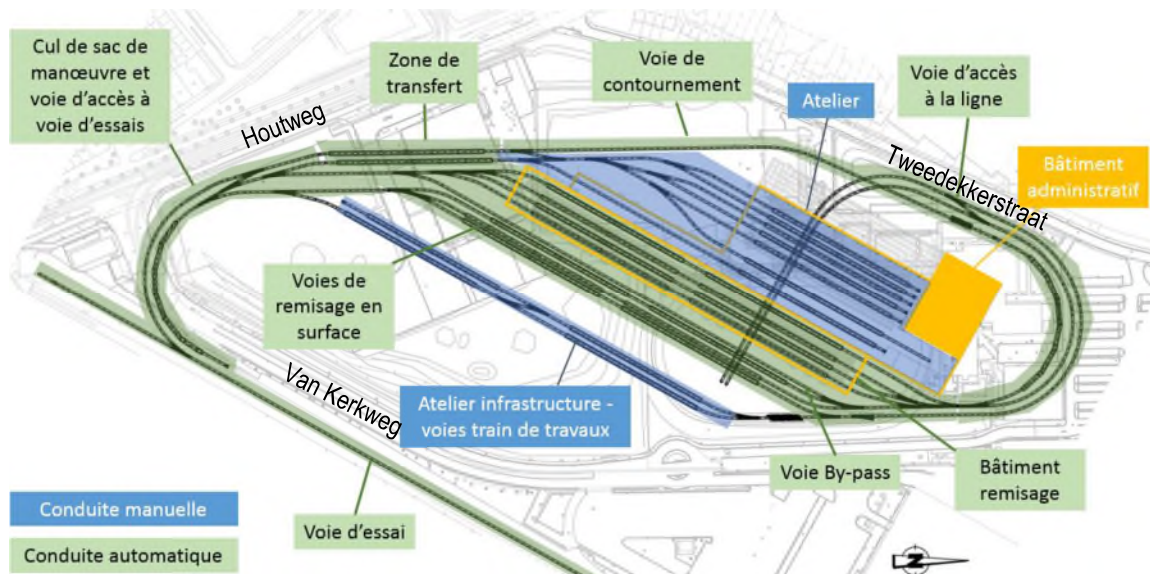 Cul de sac de
manœuvre et
voie d'accès à
voie d'essais
Houtweg
Zone de
transfert
Voie de
contournement
Atelier
Voie d'accès
à la ligne
Tweedekkerstraat
Bâtiment
administratif
Voies de
remisage en
surface
Van Kerkweg
Atelier infrastructure -
voies train de travaux
Voie By-pass
Bâtiment
remisage
Voie d'essai
Conduite manuelle
Conduite automatique
N